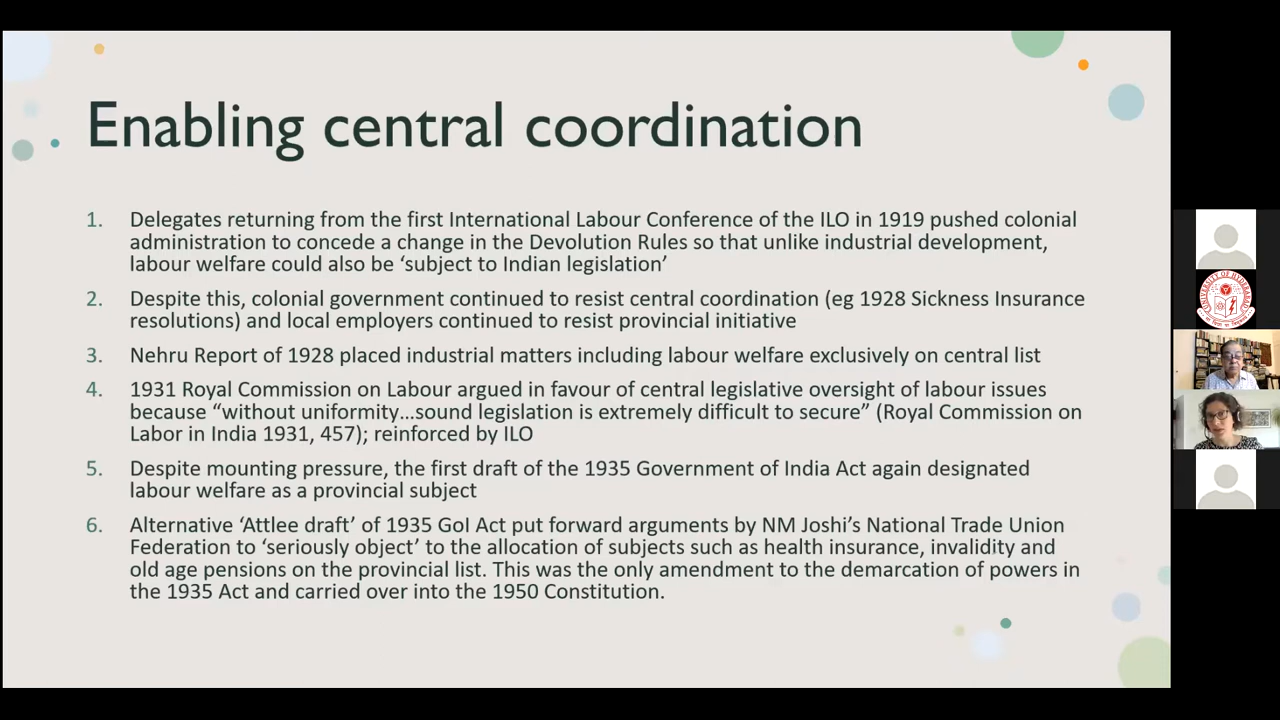 Enabling central coordination
1. Delegates returning from the first International Labour Conference of the ILO in 1919 pushed colonial
administration to concede a change in the Devolution Rules so that unlike industrial development,
labour welfare could also be ‘subject to Indian legislation’
2. Despite this, colonial government continued to resist central coordination (eg 1928 Sickness Insurance
resolutions) and local employers continued to resist provincial initiative
3. Nehru Report of 1928 placed industrial matters including labour welfare exclusively on central list
4. 1931 Royal Commission on Labour argued in favour of central legislative oversight of labour issues
because “without uniformity...sound legislation is extremely difficult to secure” (Royal Commission on
Labor in India 1931, 457); reinforced by ILO
5. Despite mounting pressure, the first draft of the 1935 Government of India Act again designated
labour welfare as a provincial subject
6. Alternative ‘Attlee draft’ of 1935 GoI Act put forward arguments by NM Joshi’s National Trade Union
Federation to ‘seriously object’ to the allocation of subjects such as health insurance, invalidity and
old age pensions on the provincial list. This was the only amendment to the demarcation of powers in
the 1935 Act and carried over into the 1950 Constitution.